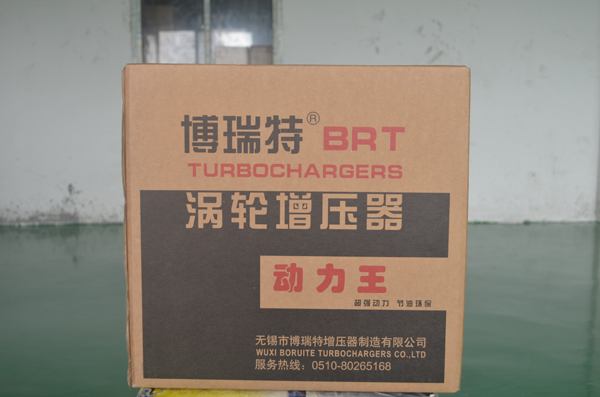 博瑞特® BRT
TURBOCHARGERS
涡轮增压器
动力王
超强动力 节油环保
无锡市博瑞特增压器制造有限公司
WUXI BORUITE TURBOCHARGERS CO.,LTD
服务热线：0510-80265168